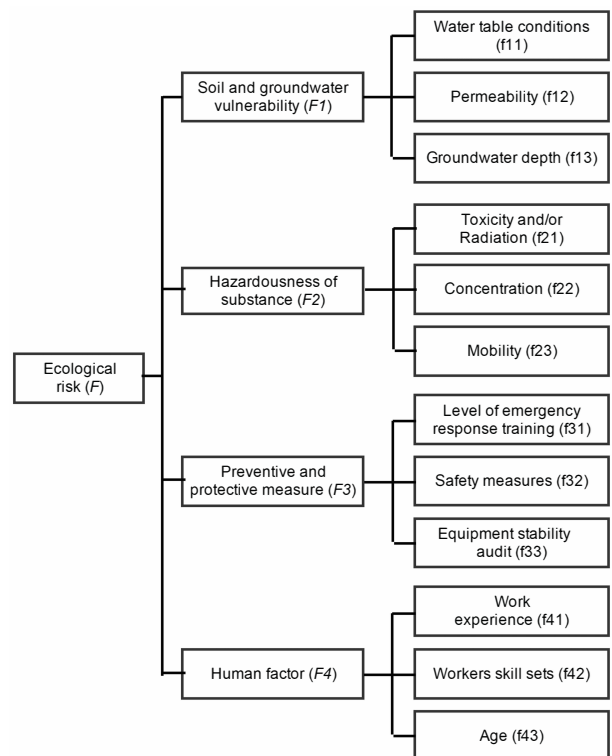 Ecological
risk (F)
Soil and groundwater
vulnerability (F1)
Water table conditions
(f11)
Permeability (f12)
Groundwater depth (f13)
Hazardousness of
substance (F2)
Toxicity and/or
Radiation (f21)
Concentration (f22)
Mobility (f23)
Preventive and
protective measure (F3)
Level of emergency
response training (f31)
Safety measures (f32)
Equipment stability
audit (f33)
Human factor (F4)
Work
experience (f41)
Workers skill sets (f42)
Age (f43)